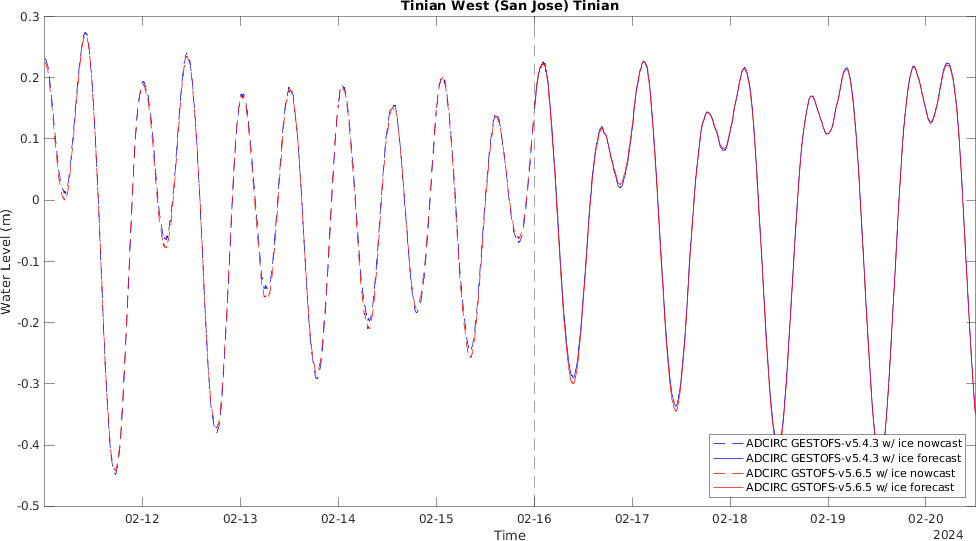 Tinian West (San Jose) Tinian
Water Level (m)
0.3
0.2
0.1
0
-0.1
-0.2
-0.3
-0.4
-0.5
ADCIRC GESTOFS-v5.4.3 w/ ice nowcast
ADCIRC GESTOFS-v5.4.3 w/ ice forecast
ADCIRC GSTOFS-v5.6.5 w/ ice nowcast
ADCIRC GSTOFS-v5.6.5 w/ ice forecast
02-12
02-13
02-14
02-15
02-16
02-17
02-18
02-19
02-20
Time
2024